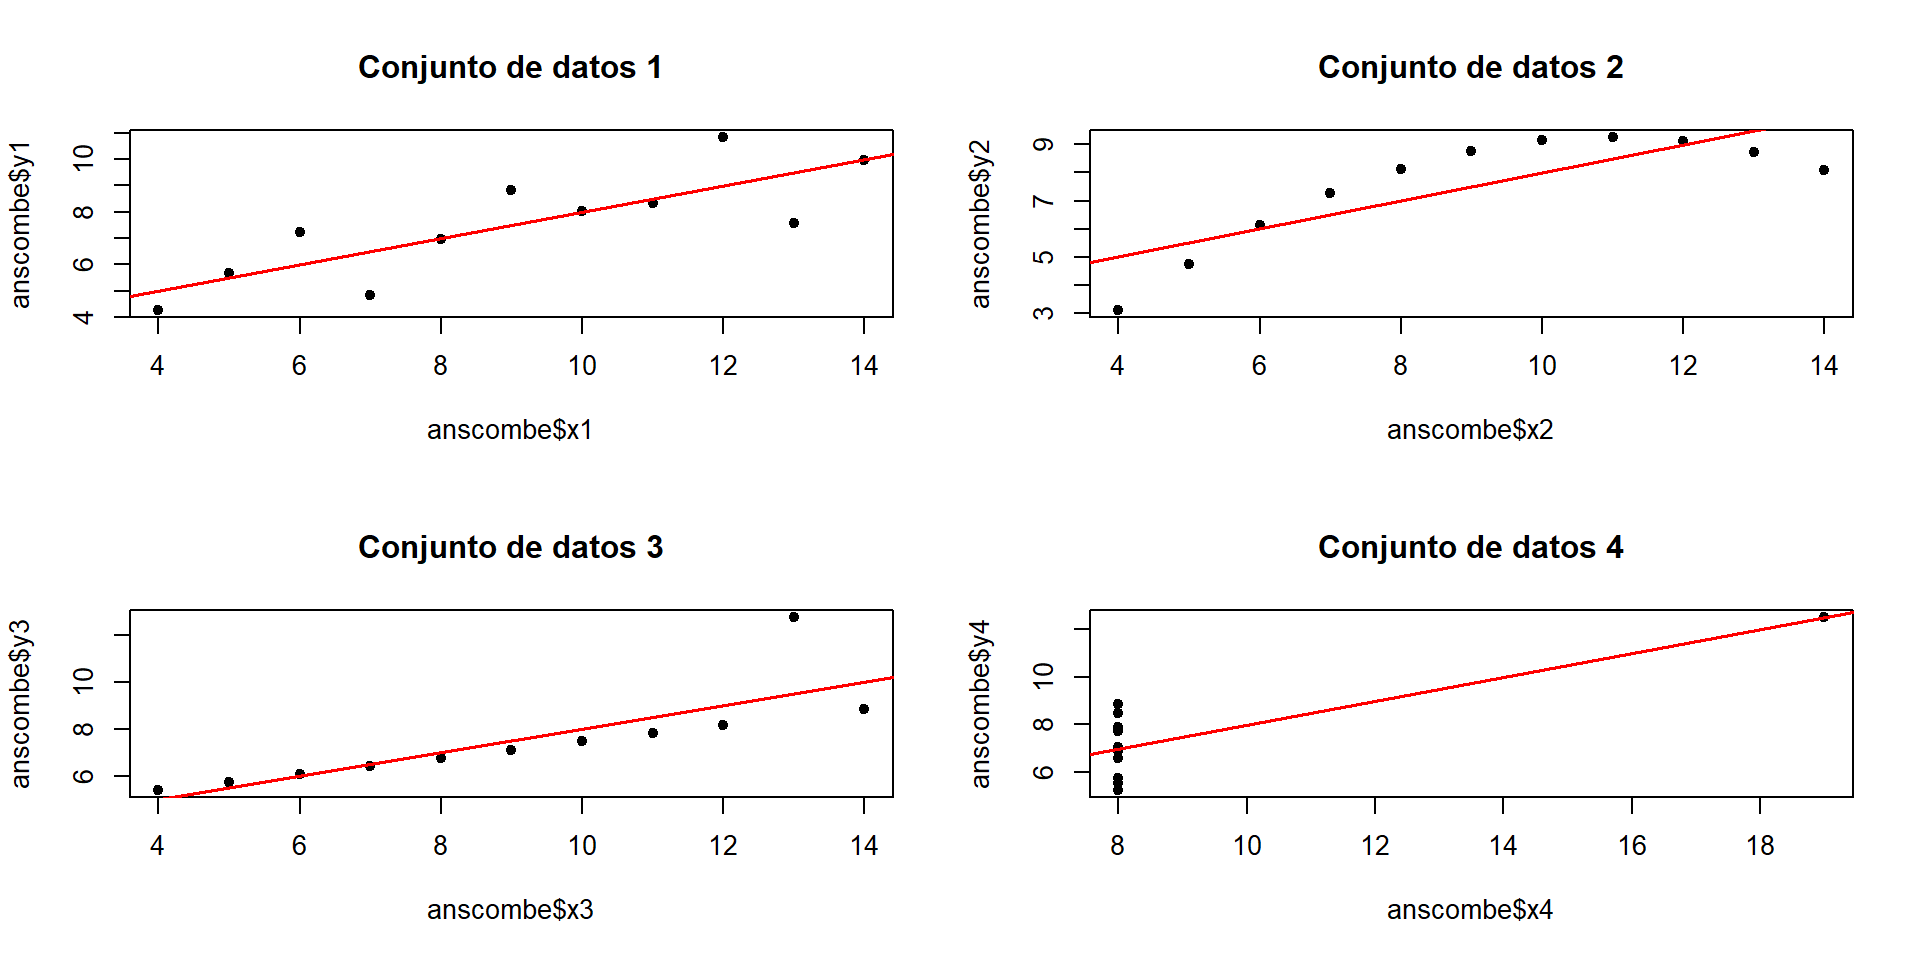 Conjunto de datos 1
anscombe$y1
4 6 8 10
4 6 8 10 12 14
anscombe$x1
Conjunto de datos 2
anscombe$y2
3 5 7 9
4 6 8 10 12 14
anscombe$x2
Conjunto de datos 3
anscombe$y3
6 8 10
4 6 8 10 12 14
anscombe$x3
Conjunto de datos 4
anscombe$y4
6 8 10
8 10 12 14 16 18
anscombe$x4